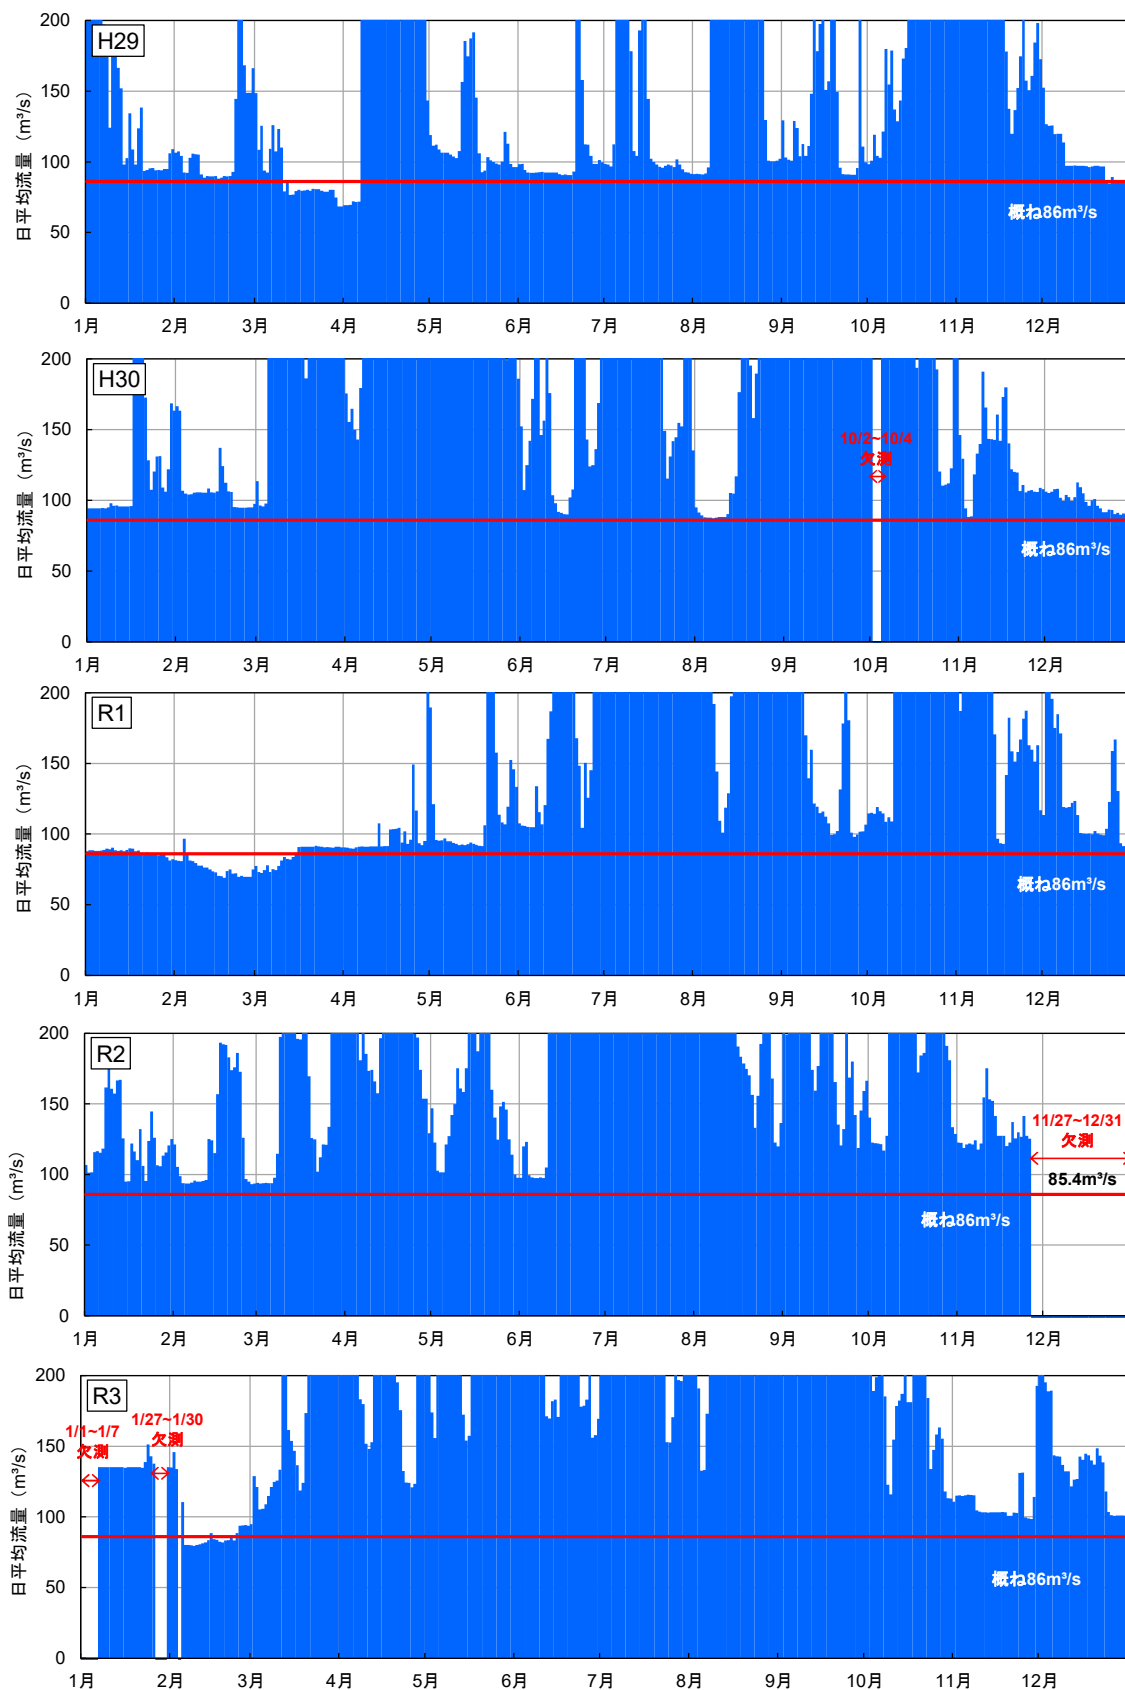 H29
日平均流量（m³/s）
200
150
100
50
0
概ね86m³/s
1月 2月 3月 4月 5月 6月 7月 8月 9月 10月 11月 12月
H30
日平均流量（m³/s）
200
150
100
50
0
10/2~10/4
欠測
概ね86m³/s
1月 2月 3月 4月 5月 6月 7月 8月 9月 10月 11月 12月
R1
日平均流量（m³/s）
200
150
100
50
0
概ね86m³/s
1月 2月 3月 4月 5月 6月 7月 8月 9月 10月 11月 12月
R2
日平均流量（m³/s）
200
150
100
50
0
11/27~12/31
欠測
85.4m³/s
概ね86m³/s
1月 2月 3月 4月 5月 6月 7月 8月 9月 10月 11月 12月
R3
日平均流量（m³/s）
200
150
100
50
0
1/1~1/7
欠測
1/27~1/30
欠測
概ね86m³/s
1月 2月 3月 4月 5月 6月 7月 8月 9月 10月 11月 12月